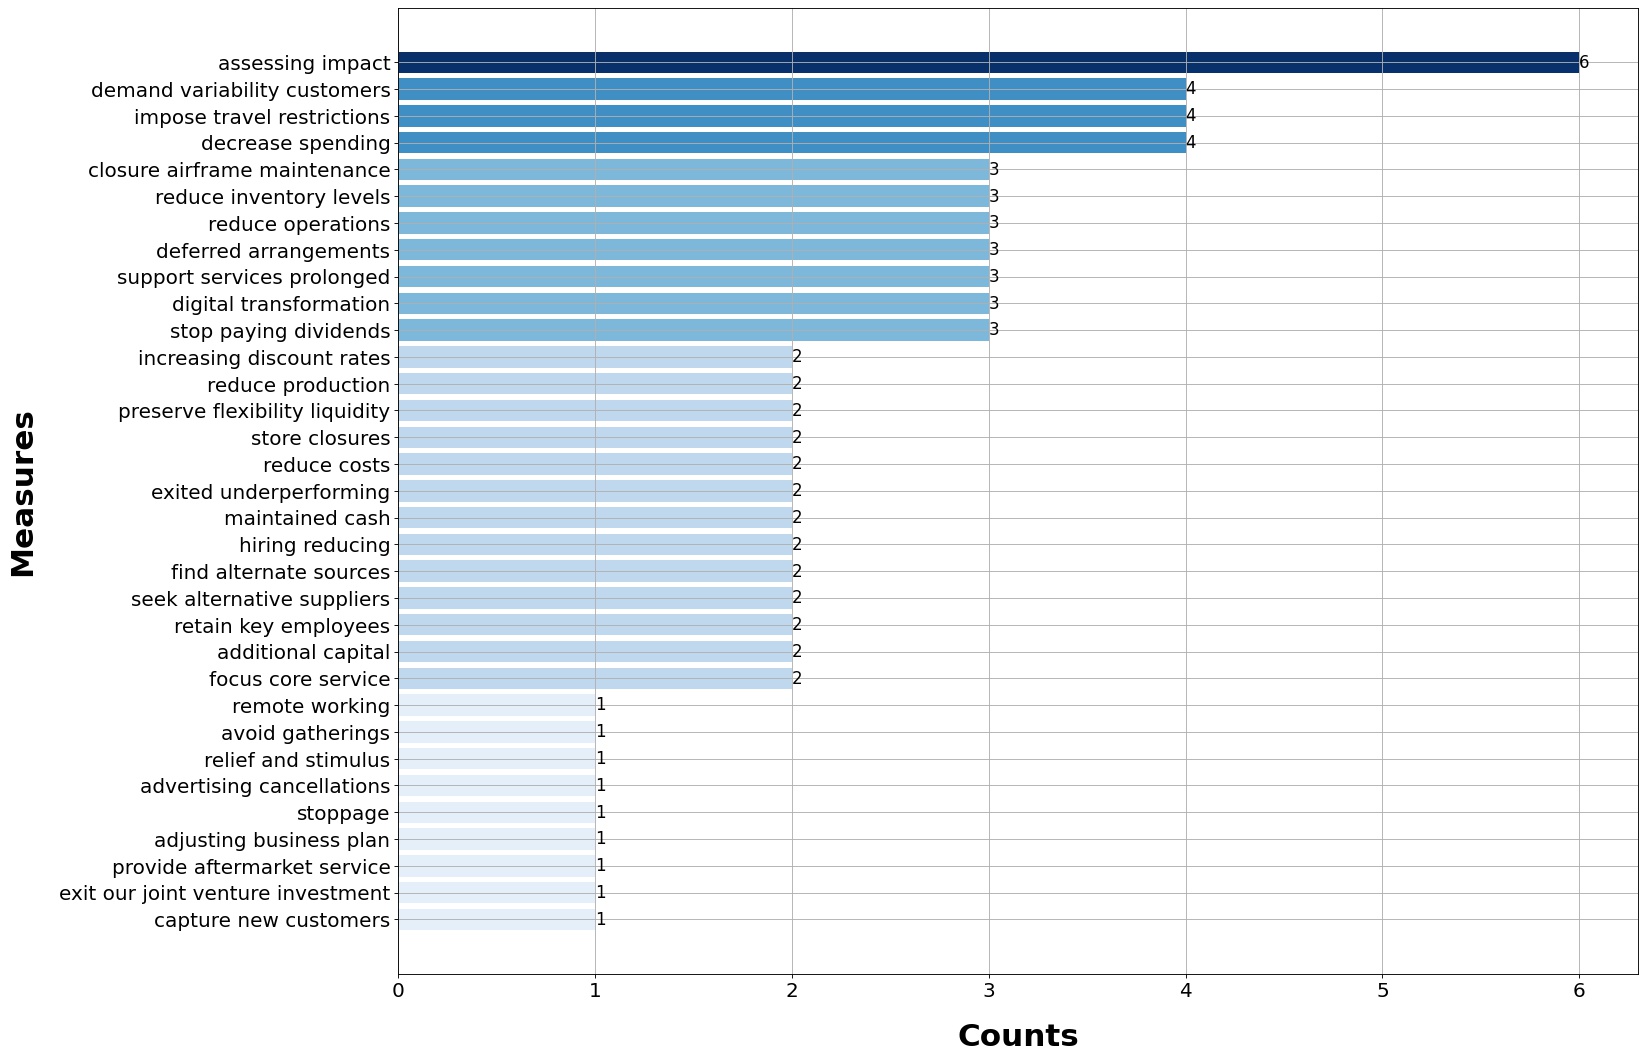 assessing impact 6
demand variability customers 4
impose travel restrictions 4
decrease spending 4
closure airframe maintenance 3
reduce inventory levels 3
reduce operations 3
deferred arrangements 3
support services prolonged 3
digital transformation 3
stop paying dividends 3
increasing discount rates 2
reduce production 2
preserve flexibility liquidity 2
store closures 2
reduce costs 2
exited underperforming 2
maintained cash 2
hiring reducing 2
find alternate sources 2
seek alternative suppliers 2
retain key employees 2
additional capital 2
focus core service 2
remote working 1
avoid gatherings 1
relief and stimulus 1
advertising cancellations 1
stoppage 1
adjusting business plan 1
provide aftermarket service 1
exit our joint venture investment 1
capture new customers 1
Measures
0 1 2 3 4 5 6
Counts